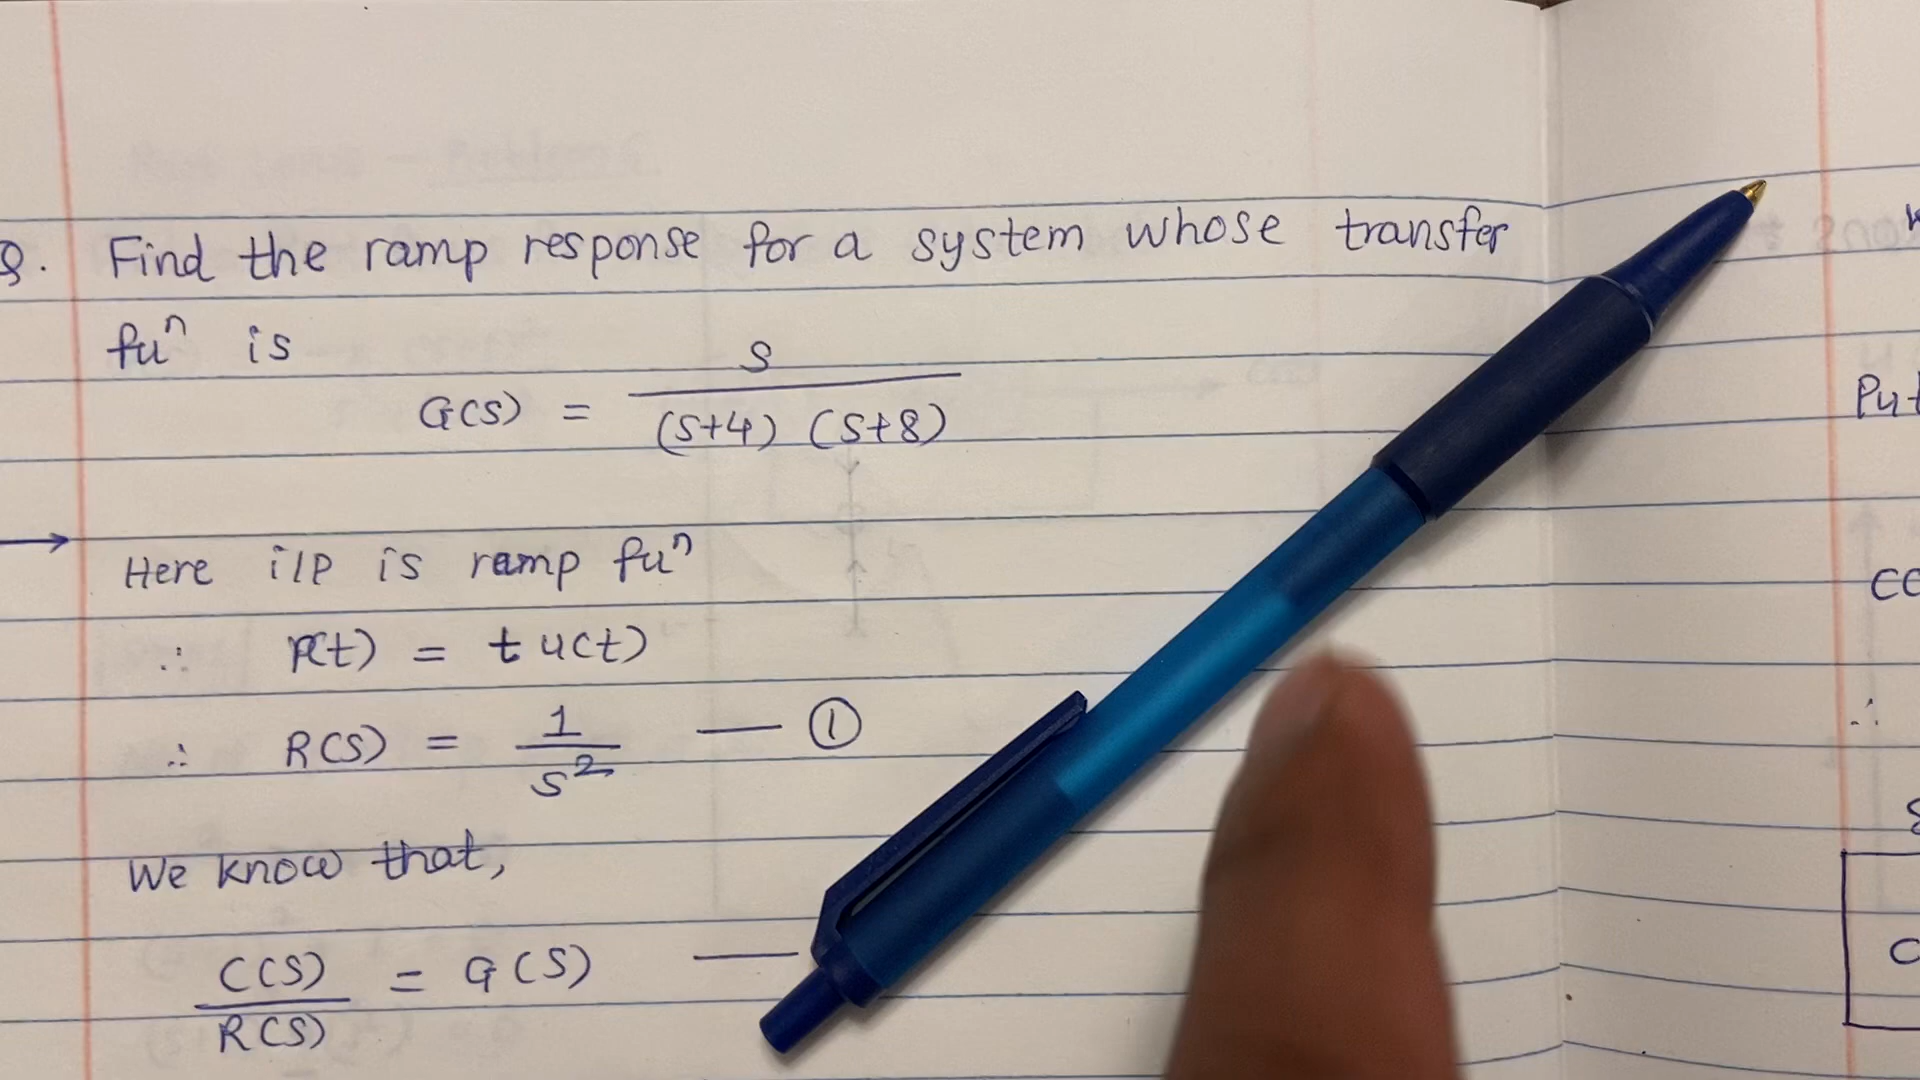 Q. Find the ramp response for a system whose transfer
fuⁿ is
G(s) = s / (s+4) (s+8)
→ Here i/p is ramp fuⁿ
∴ r(t) = t u(t)
∴ R(s) = 1 / s² — ①
We know that,
C(s) / R(s) = G(s) —
Put